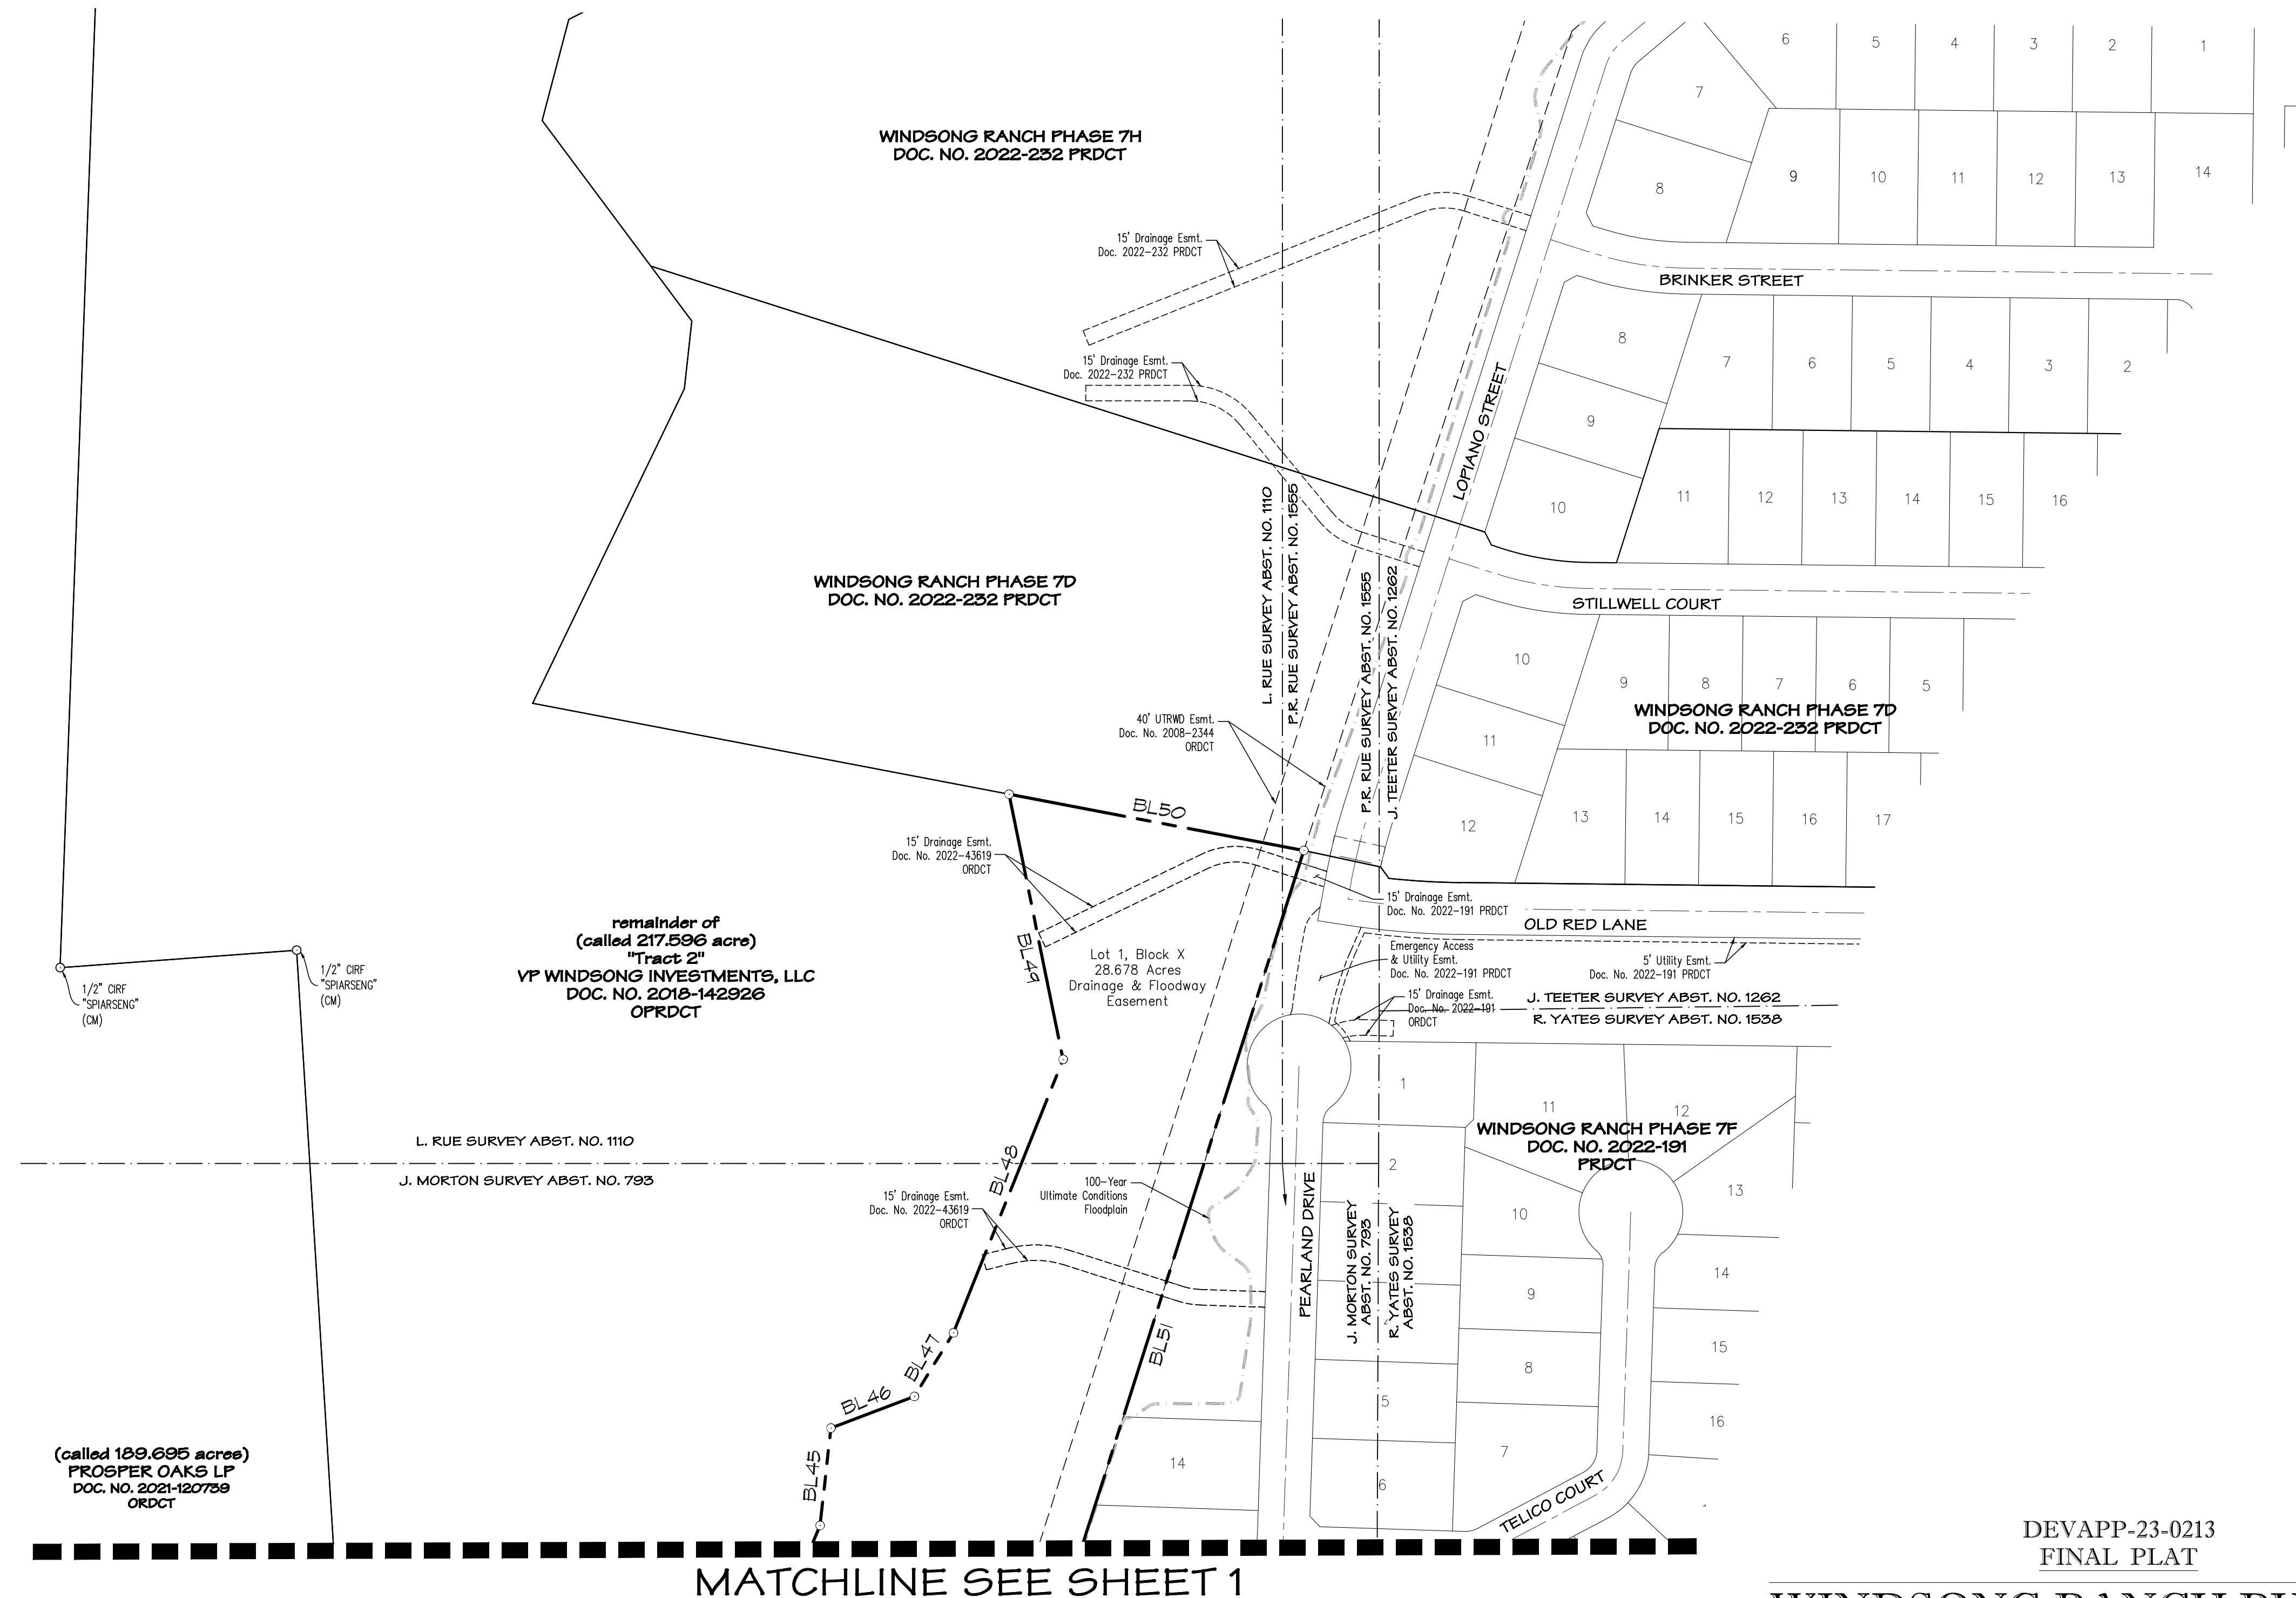 WINDSONG RANCH PHASE 7H
DOC. NO. 2022-232 PRDCT
6
5
4
3
2
1
7
8
9
10
11
12
13
14
15' Drainage Esmt.
Doc. 2022-232 PRDCT
BRINKER STREET
15' Drainage Esmt.
Doc. 2022-232 PRDCT
8
7
6
5
4
3
2
9
10
LOPIANO STREET
11
12
13
14
15
16
L. RUE SURVEY ABST. NO. 1110
P.R. RUE SURVEY ABST. NO. 1555
P.R. RUE SURVEY ABST. NO. 1555
J. TEETER SURVEY ABST. NO. 1262
WINDSONG RANCH PHASE 7D
DOC. NO. 2022-232 PRDCT
STILLWELL COURT
10
9
8
7
6
5
WINDSONG RANCH PHASE 7D
DOC. NO. 2022-232 PRDCT
11
12
13
14
15
16
17
40' UTRWD Esmt.
Doc. No. 2008-2344
ORDCT
BL50
15' Drainage Esmt.
Doc. No. 2022-43619
ORDCT
BL49
Lot 1, Block X
28.678 Acres
Drainage & Floodway
Easement
15' Drainage Esmt.
Doc. No. 2022-191 PRDCT
OLD RED LANE
Emergency Access
& Utility Esmt.
Doc. No. 2022-191 PRDCT
5' Utility Esmt.
Doc. No. 2022-191 PRDCT
15' Drainage Esmt.
Doc. No. 2022-191
ORDCT
J. TEETER SURVEY ABST. NO. 1262
R. YATES SURVEY ABST. NO. 1538
remainder of
(called 217.596 acre)
"Tract 2"
VP WINDSONG INVESTMENTS, LLC
DOC. NO. 2018-142926
OPRDCT
1/2" CIRF
"SPIARSENG"
(CM)
1/2" CIRF
"SPIARSENG"
(CM)
L. RUE SURVEY ABST. NO. 1110
J. MORTON SURVEY ABST. NO. 793
BL48
15' Drainage Esmt.
Doc. No. 2022-43619
ORDCT
100-Year
Ultimate Conditions
Floodplain
PEARLAND DRIVE
J. MORTON SURVEY
ABST. NO. 793
R. YATES SURVEY
ABST. NO. 1538
1
2
5
6
11
12
WINDSONG RANCH PHASE 7F
DOC. NO. 2022-191
PRDCT
10
9
8
7
13
14
15
16
TELICO COURT
BL51
BL47
BL46
BL45
14
(called 189.695 acres)
PROSPER OAKS LP
DOC. NO. 2021-120739
ORDCT
MATCHLINE SEE SHEET 1
DEVAPP-23-0213
FINAL PLAT